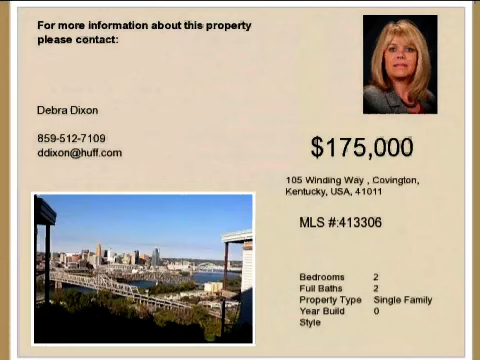 For more information about this property
please contact:
Debra Dixon
859-512-7109
ddixon@huff.com
$175,000
105 Winding Way , Covington,
Kentucky, USA, 41011
MLS #:413306
Bedrooms 2
Full Baths 2
Property Type Single Family
Year Build 0
Style